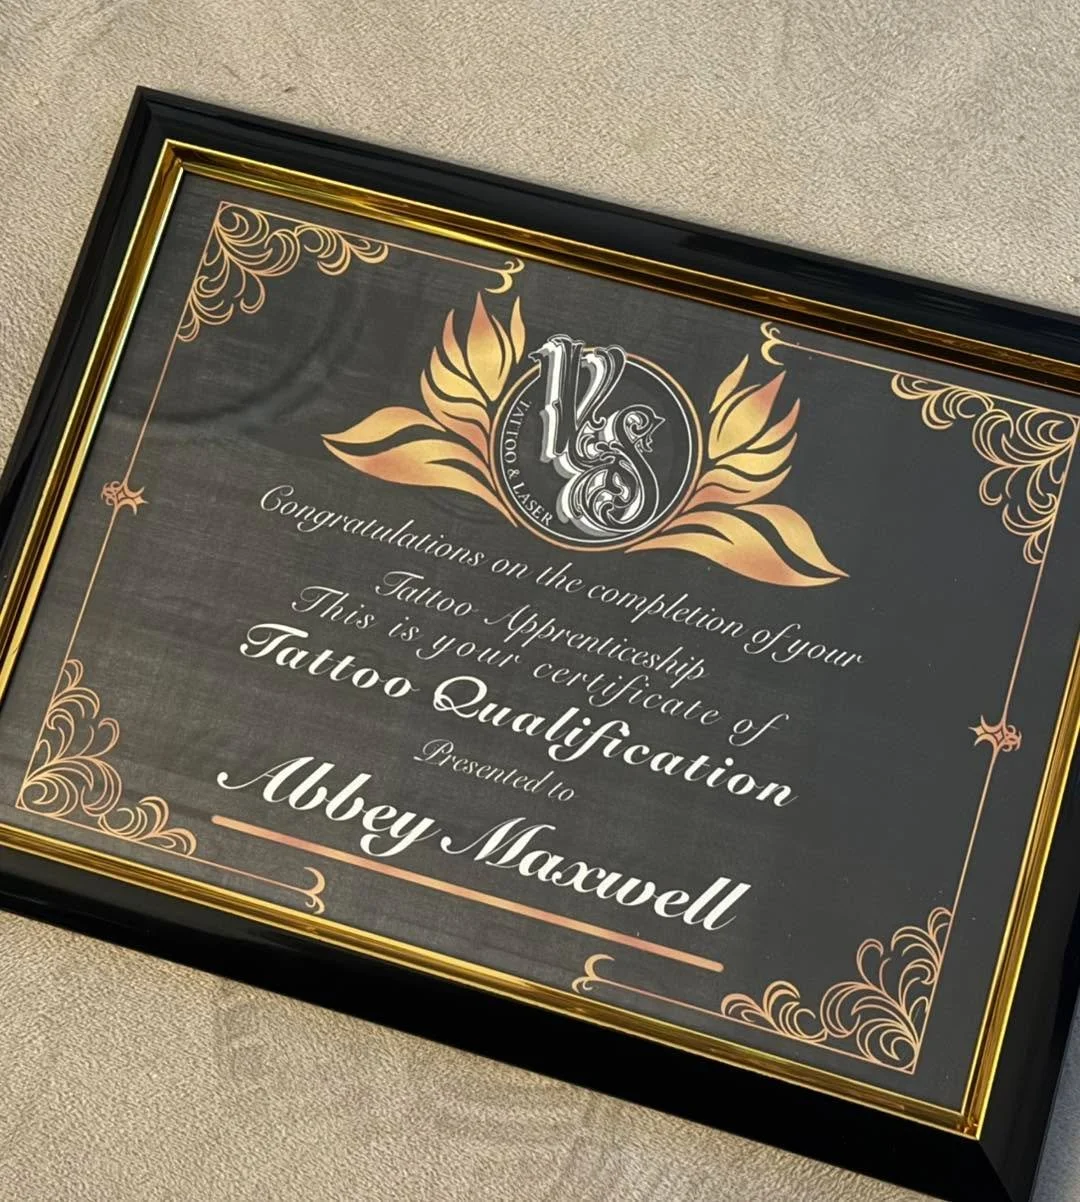 VS
TATTOO & LASER
Congratulations on the completion of your
Tattoo Apprenticeship
This is your certificate of
Tattoo Qualification
Presented to
Abbey Maxwell